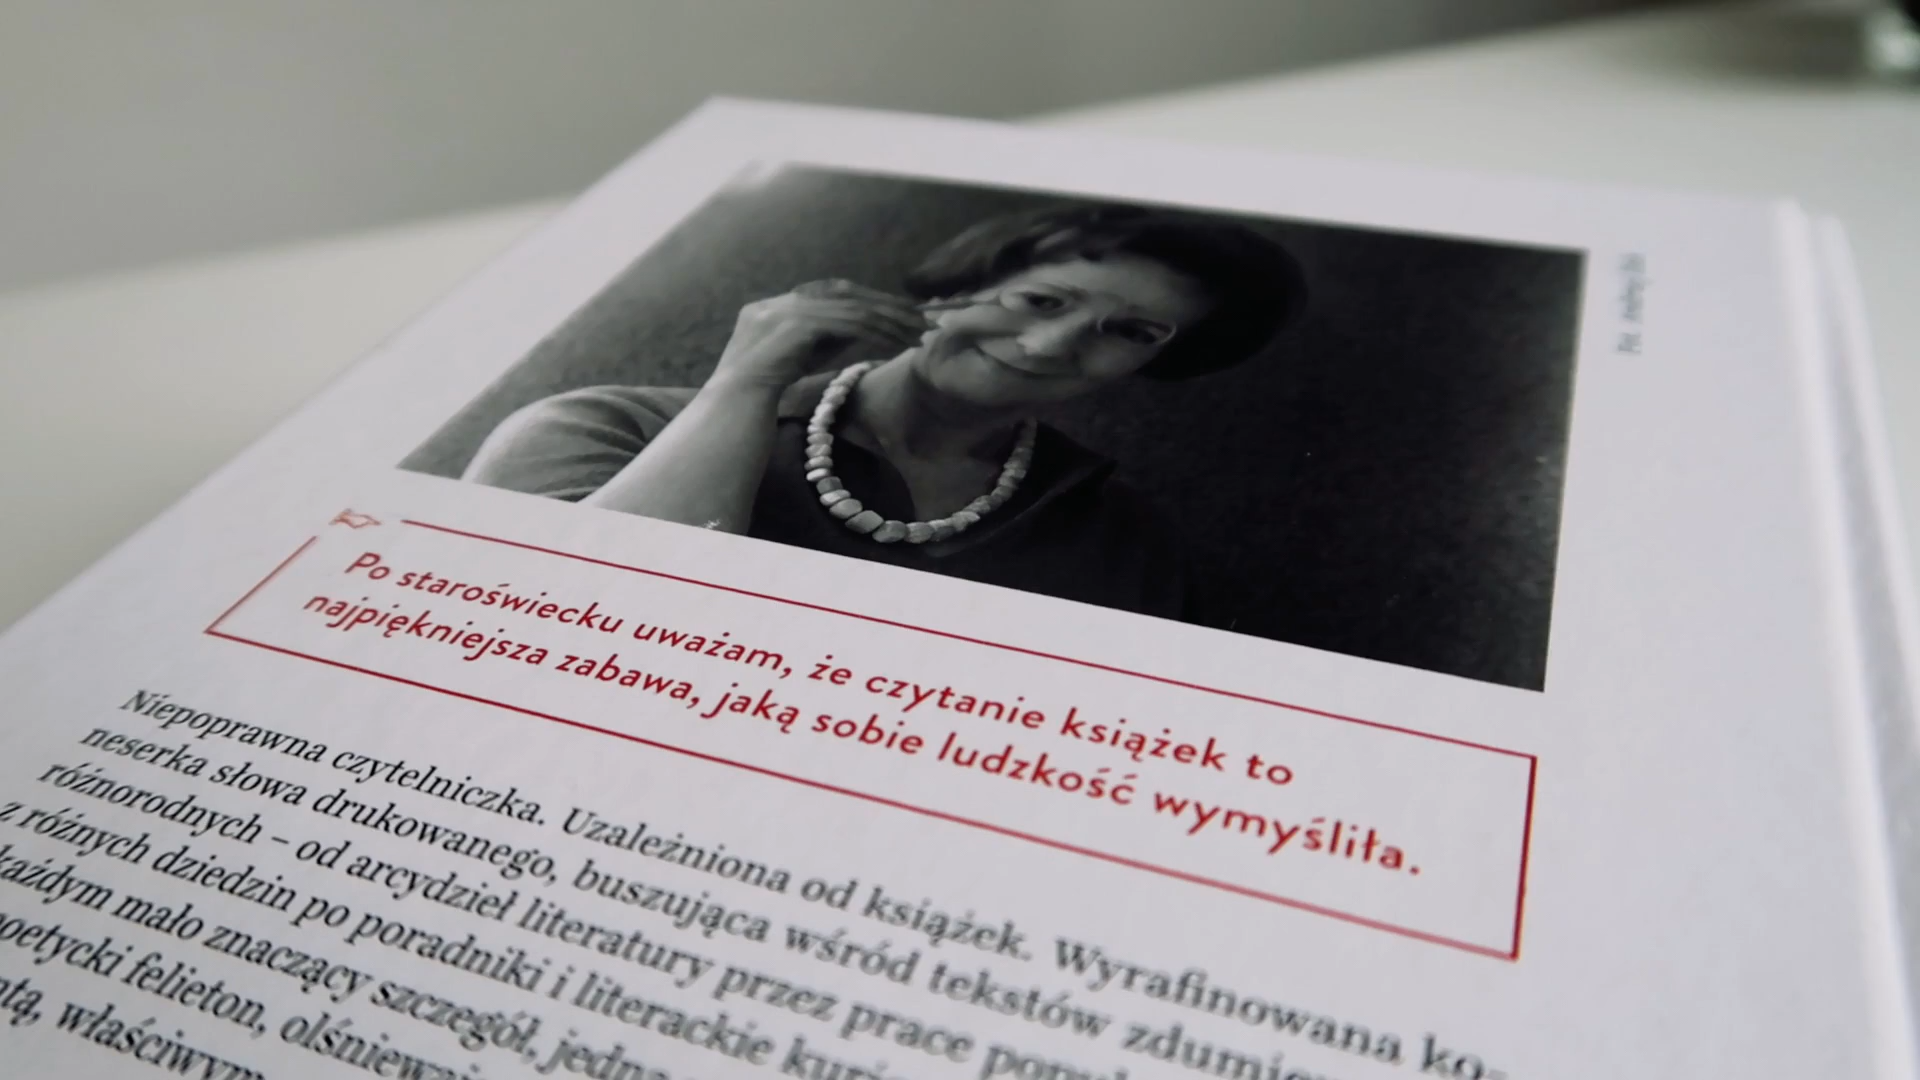 Po staroświecku uważam, że czytanie książek to
najpiękniejsza zabawa, jaką sobie ludzkość wymyśliła.
Niepoprawna czytelniczka. Uzależniona od książek. Wyrafinowana ko-
neserka słowa drukowanego, buszująca wśród tekstów
różnorodnych – od arcydzieł literatury przez prace
z różnych dziedzin po poradniki i literackie
każdym mało znaczący szczegół,
felieton,
właściwym